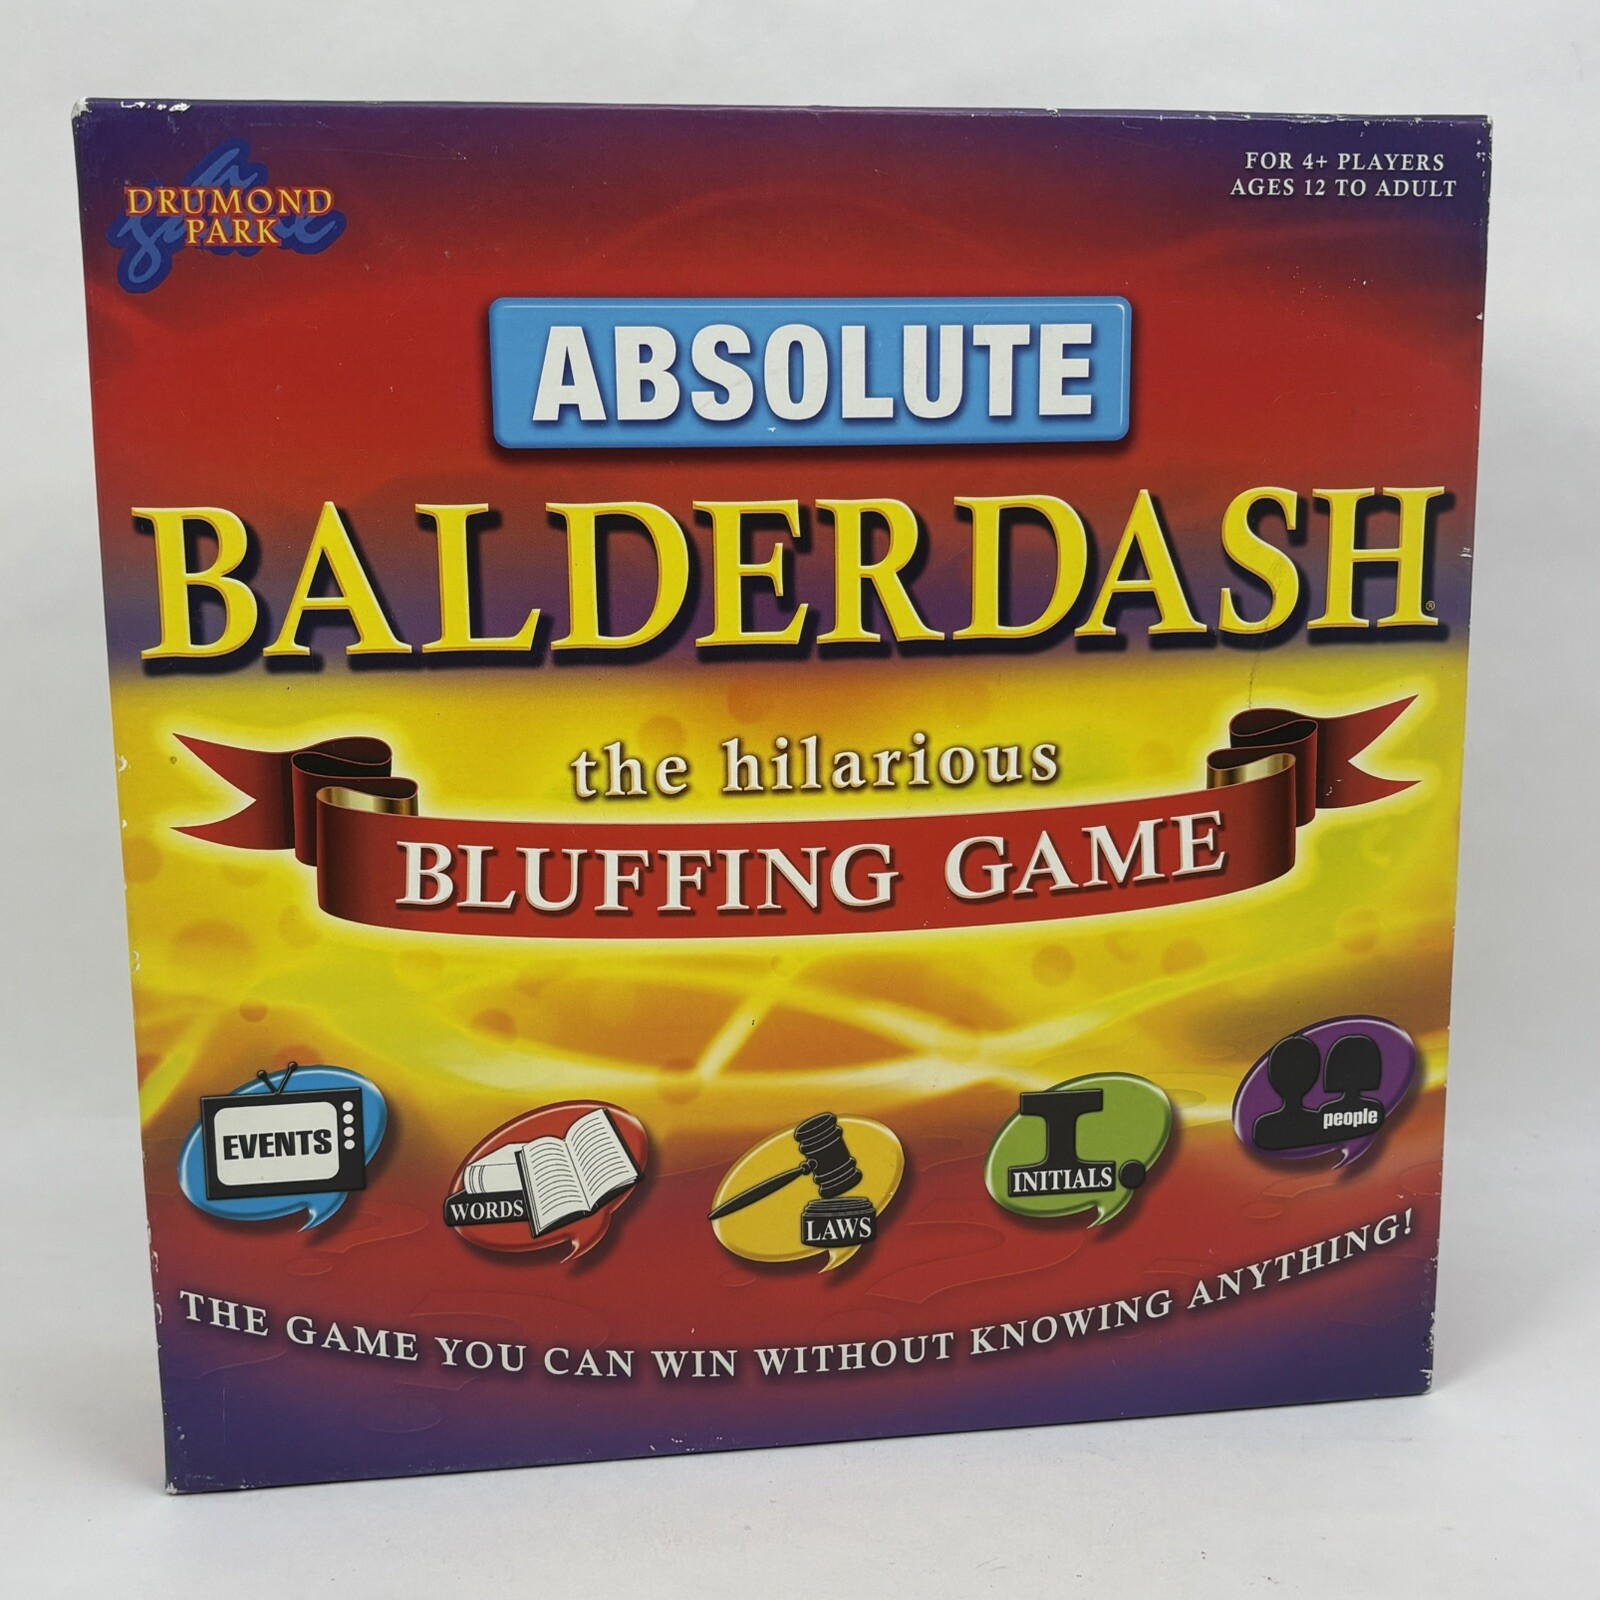 a
DRUMOND
PARK
game
FOR 4+ PLAYERS
AGES 12 TO ADULT
ABSOLUTE
BALDERDASH®
the hilarious
BLUFFING GAME
EVENTS
WORDS
LAWS
I.
INITIALS
people
THE GAME YOU CAN WIN WITHOUT KNOWING ANYTHING!